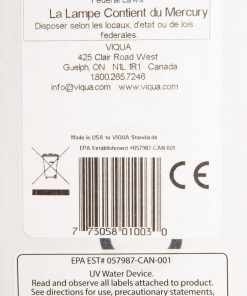 Federal Laws.
La Lampe Contient du Mercury
Disposer selon les locaux, d'etat ou de lois
federales.
VIQUA
425 Clair Road West
Guelph, ON N1L 1R1 Canada
1.800.265.7246
info@viqua.com www.viqua.com
Made in USA to VIQUA Standards
EPA Establishment #057987-CAN-001
7 73058 01003 0
CE
EPA EST# 057987-CAN-001
UV Water Device.
Read and observe all labels attached to product.
See directions for use, precautionary statements,